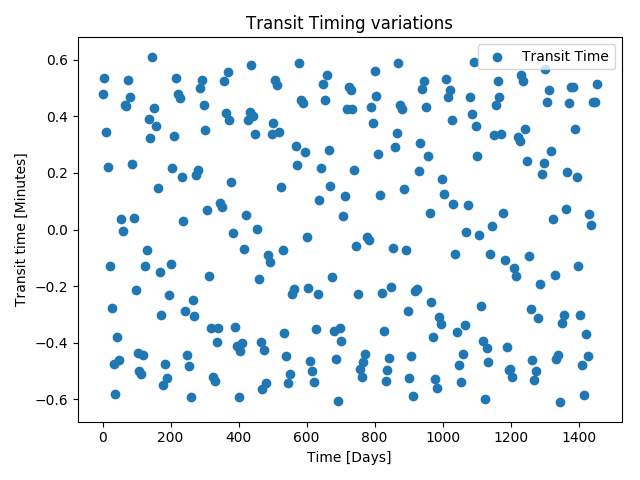 Transit Timing variations
Transit Time
Transit time [Minutes]
0.6
0.4
0.2
0.0
−0.2
−0.4
−0.6
0 200 400 600 800 1000 1200 1400
Time [Days]